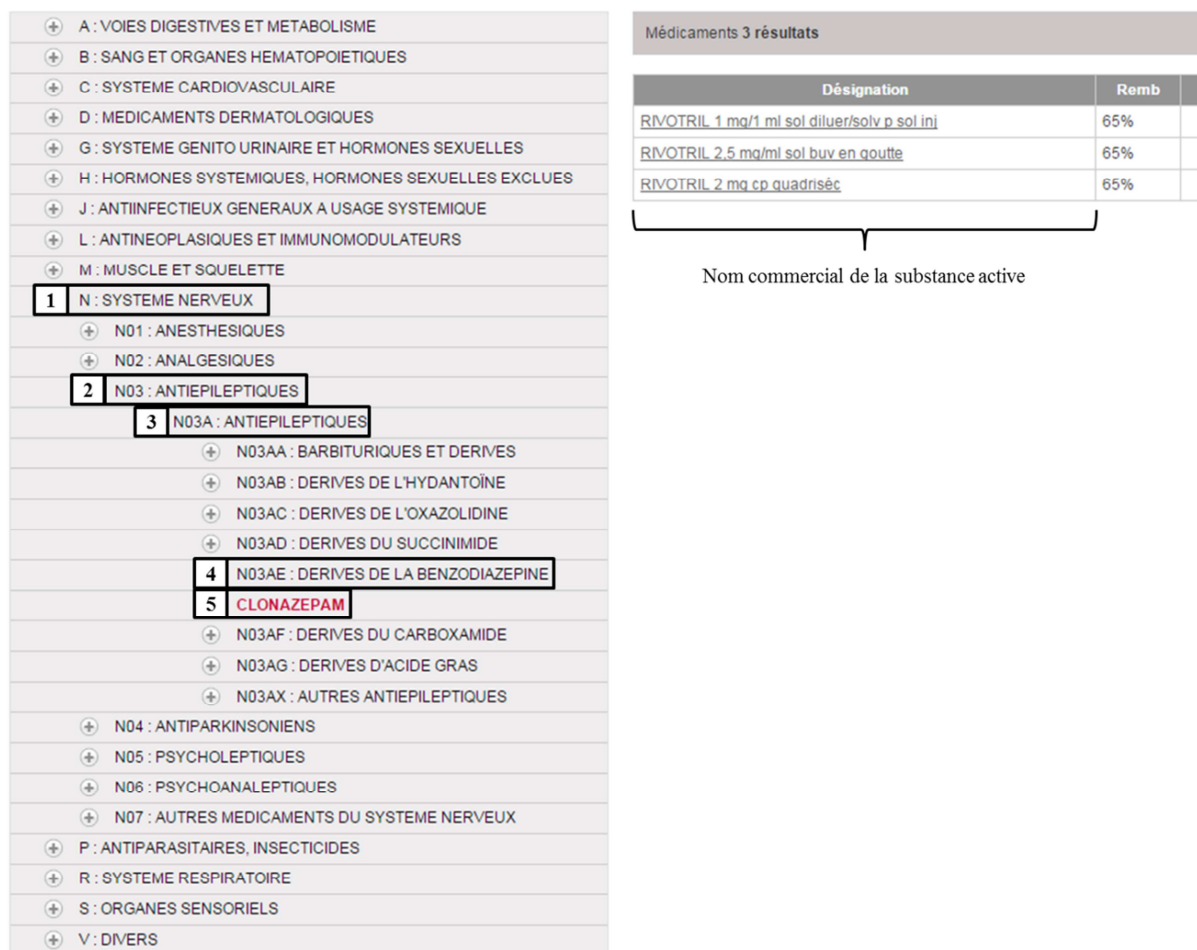 A : VOIES DIGESTIVES ET METABOLISME
B : SANG ET ORGANES HEMATOPOIETIQUES
C : SYSTEME CARDIOVASCULAIRE
D : MEDICAMENTS DERMATOLOGIQUES
G : SYSTEME GENITO URINAIRE ET HORMONES SEXUELLES
H : HORMONES SYSTEMIQUES, HORMONES SEXUELLES EXCLUES
J : ANTIINFECTIEUX GENERAUX A USAGE SYSTEMIQUE
L : ANTINEOPLASIQUES ET IMMUNOMODULATEURS
M : MUSCLE ET SQUELETTE
1 N : SYSTEME NERVEUX
N01 : ANESTHESIQUES
N02 : ANALGESIQUES
2 N03 : ANTIEPILEPTIQUES
3 N03A : ANTIEPILEPTIQUES
N03AA : BARBITURIQUES ET DERIVES
N03AB : DERIVES DE L'HYDANTOÏNE
N03AC : DERIVES DE L'OXAZOLIDINE
N03AD : DERIVES DU SUCCINIMIDE
4 N03AE : DERIVES DE LA BENZODIAZEPINE
5 CLONAZEPAM
N03AF : DERIVES DU CARBOXAMIDE
N03AG : DERIVES D'ACIDE GRAS
N03AX : AUTRES ANTIEPILEPTIQUES
N04 : ANTIPARKINSONIENS
N05 : PSYCHOLEPTIQUES
N06 : PSYCHOANALEPTIQUES
N07 : AUTRES MEDICAMENTS DU SYSTEME NERVEUX
P : ANTIPARASITAIRES, INSECTICIDES
R : SYSTEME RESPIRATOIRE
S : ORGANES SENSORIELS
V : DIVERS
Médicaments 3 résultats
Désignation Remb
RIVOTRIL 1 mg/1 ml sol diluer/solv p sol inj 65%
RIVOTRIL 2,5 mg/ml sol buv en goutte 65%
RIVOTRIL 2 mg cp quadriséc 65%
Nom commercial de la substance active